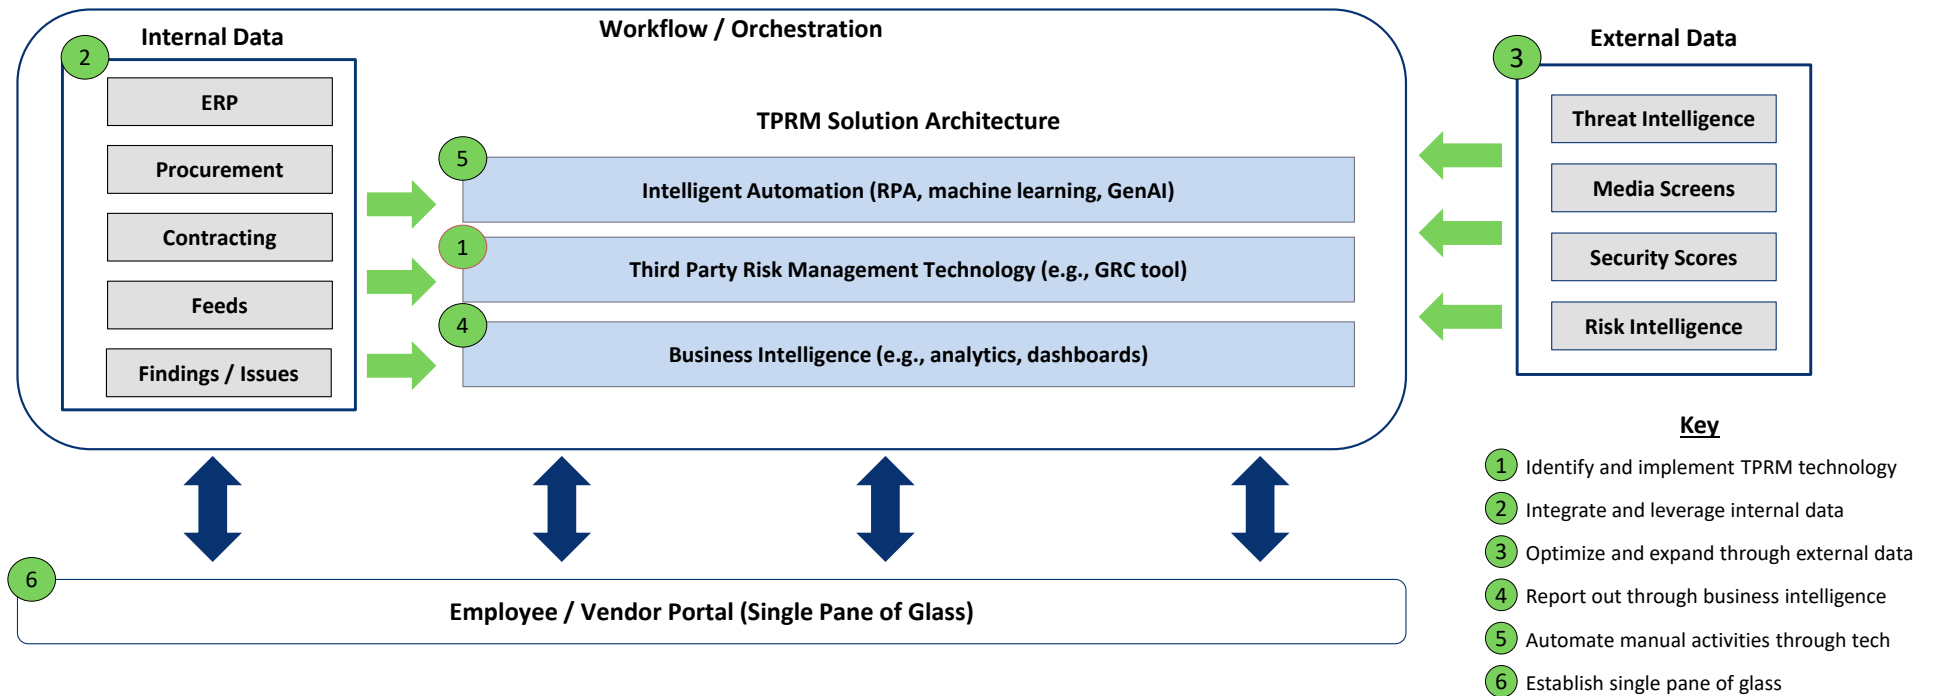 Workflow / Orchestration
Internal Data
2
ERP
Procurement
Contracting
Feeds
Findings / Issues
TPRM Solution Architecture
5
Intelligent Automation (RPA, machine learning, GenAI)
1
Third Party Risk Management Technology (e.g., GRC tool)
4
Business Intelligence (e.g., analytics, dashboards)
External Data
3
Threat Intelligence
Media Screens
Security Scores
Risk Intelligence
6
Employee / Vendor Portal (Single Pane of Glass)
Key
1 Identify and implement TPRM technology
2 Integrate and leverage internal data
3 Optimize and expand through external data
4 Report out through business intelligence
5 Automate manual activities through tech
6 Establish single pane of glass